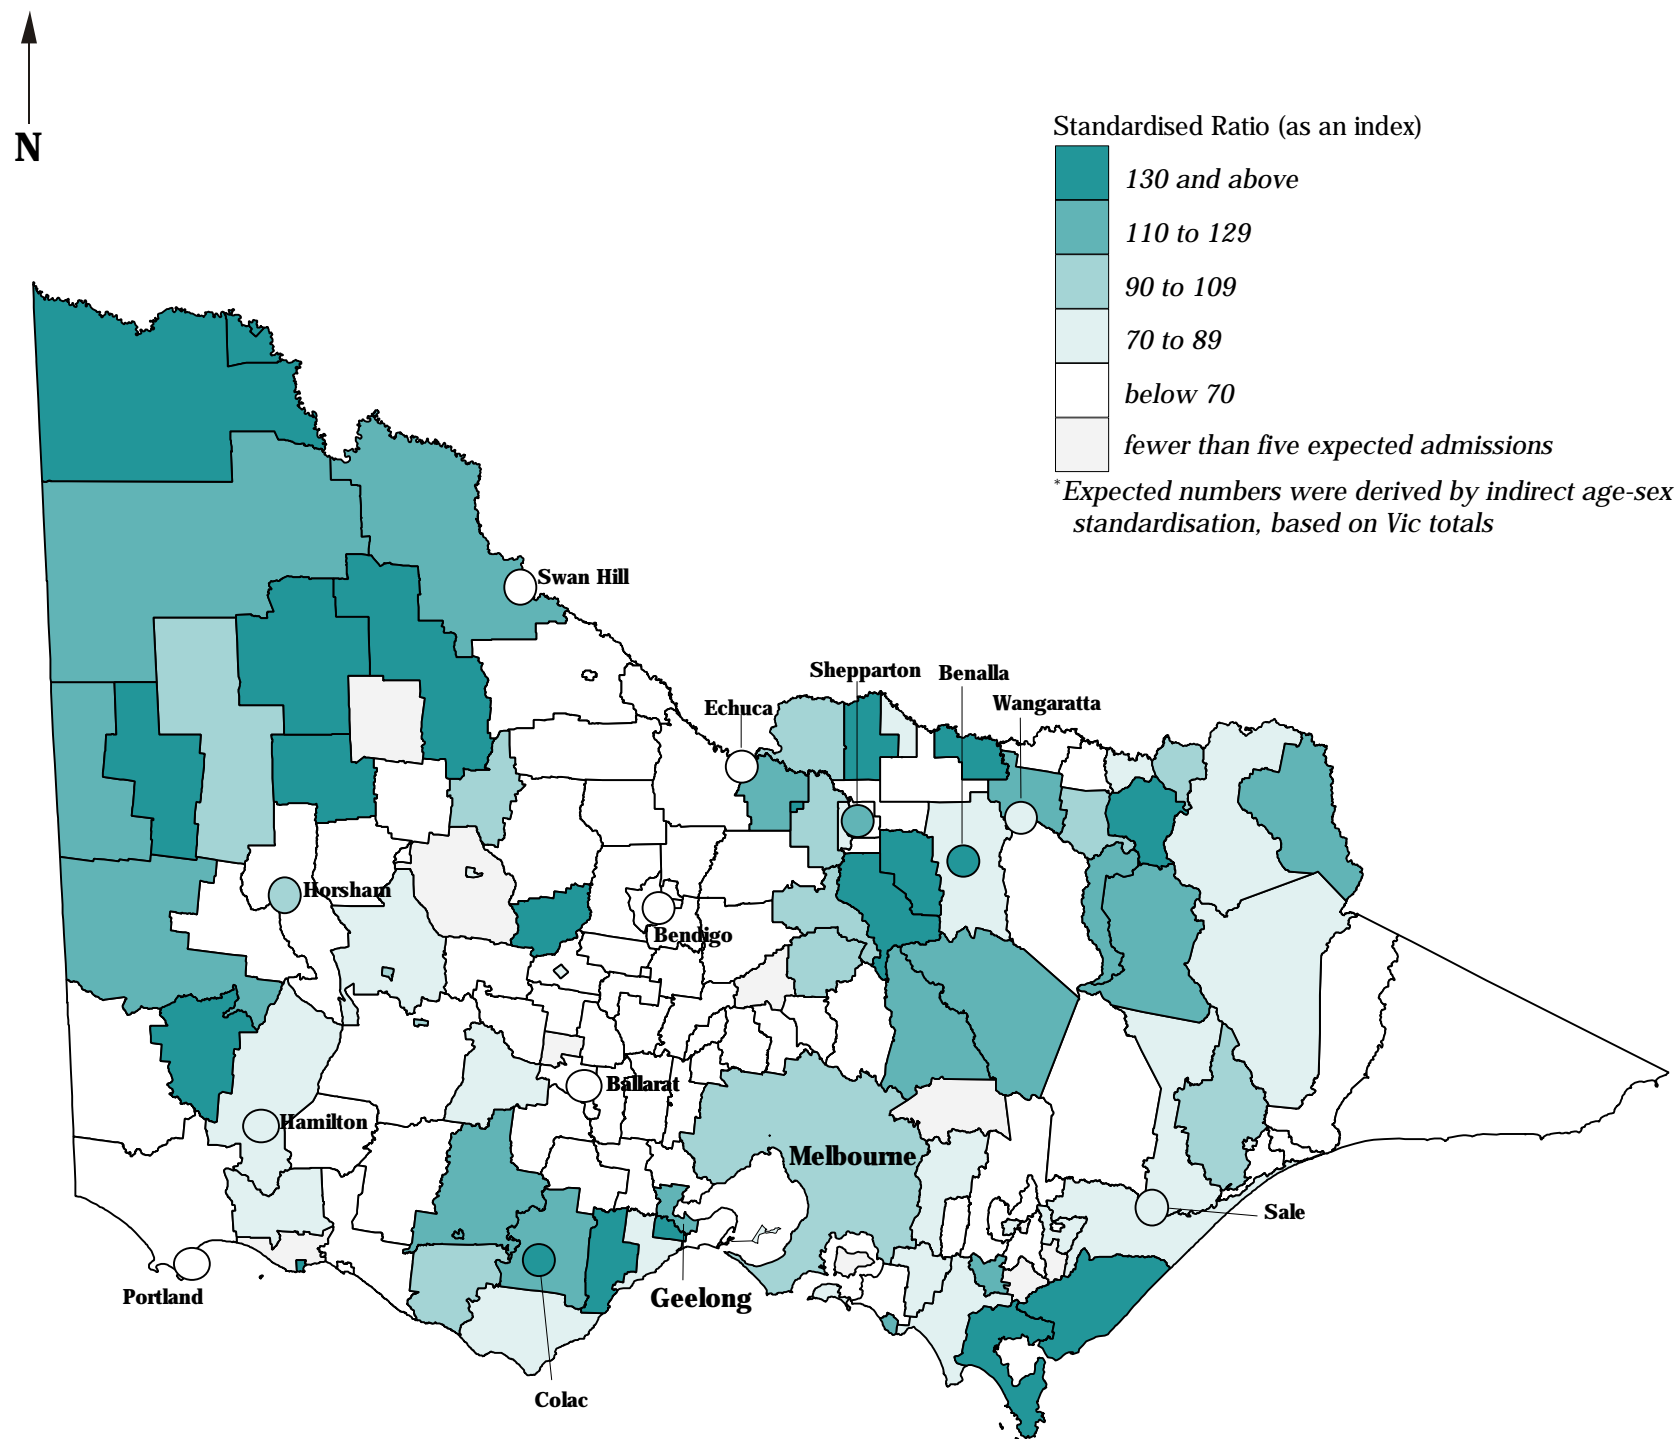 N
Standardised Ratio (as an index)
130 and above
110 to 129
90 to 109
70 to 89
below 70
fewer than five expected admissions
*Expected numbers were derived by indirect age-sex
standardisation, based on Vic totals
Swan Hill
Shepparton
Benalla
Echuca
Wangaratta
Horsham
Bendigo
Ballarat
Hamilton
Melbourne
Sale
Portland
Geelong
Colac